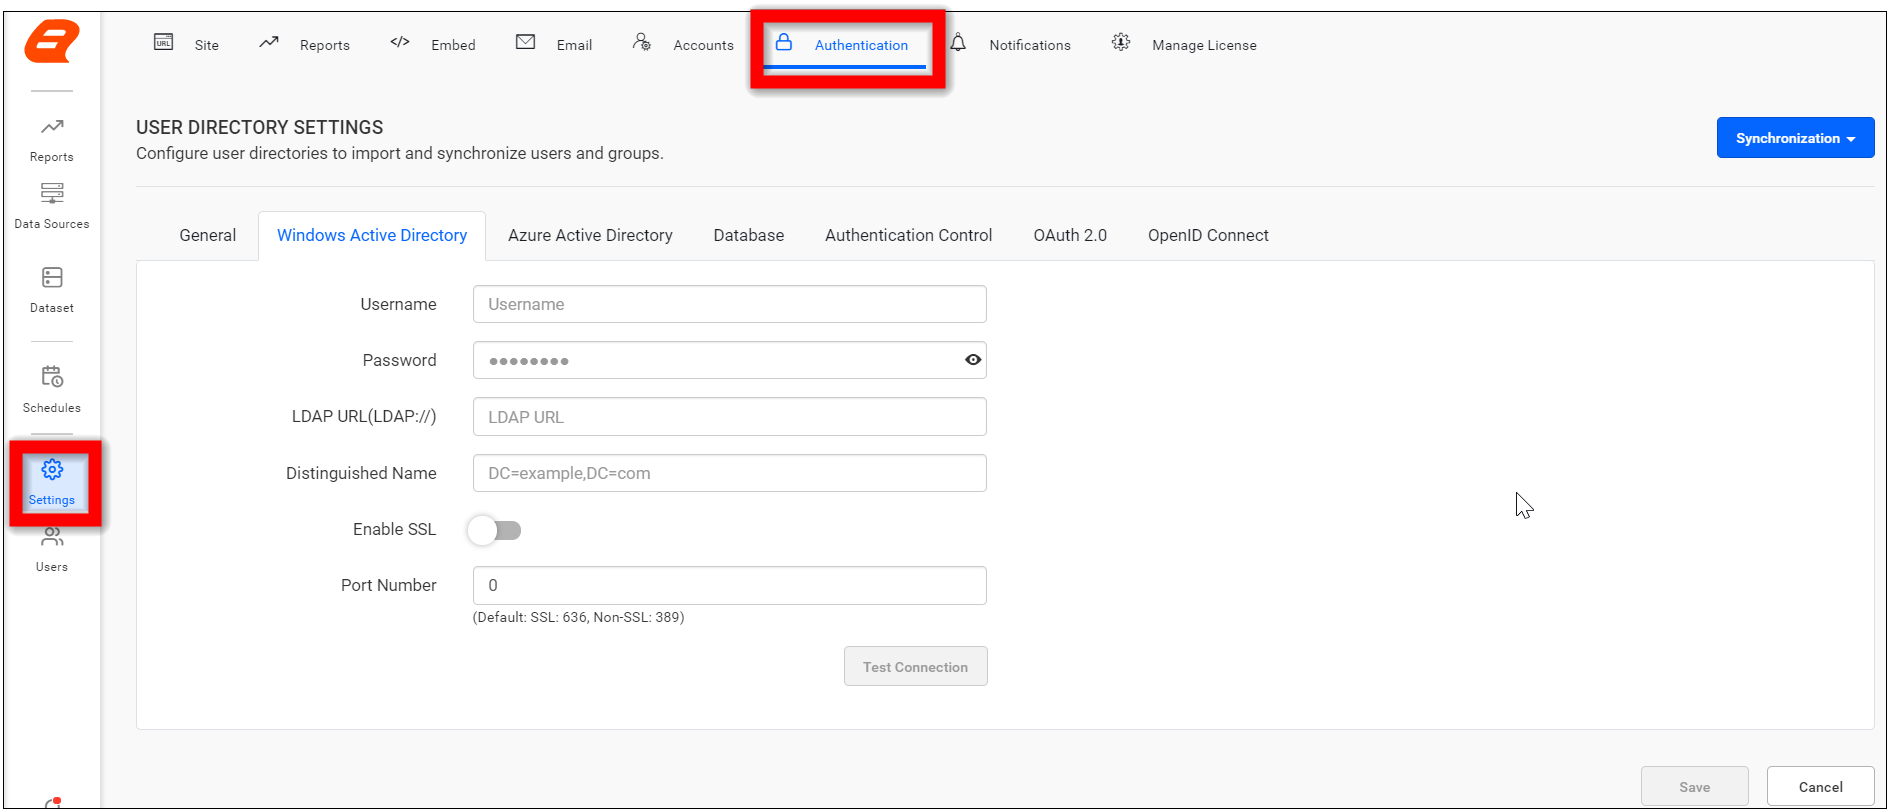 URL Site Reports Embed Email Accounts Authentication Notifications Manage License
Reports
Data Sources
Dataset
Schedules
Settings
Users
USER DIRECTORY SETTINGS
Configure user directories to import and synchronize users and groups.
Synchronization
General Windows Active Directory Azure Active Directory Database Authentication Control OAuth 2.0 OpenID Connect
Username Username
Password ●●●●●●●●
LDAP URL(LDAP://) LDAP URL
Distinguished Name DC=example,DC=com
Enable SSL
Port Number 0
(Default: SSL: 636, Non-SSL: 389)
Test Connection
Save Cancel